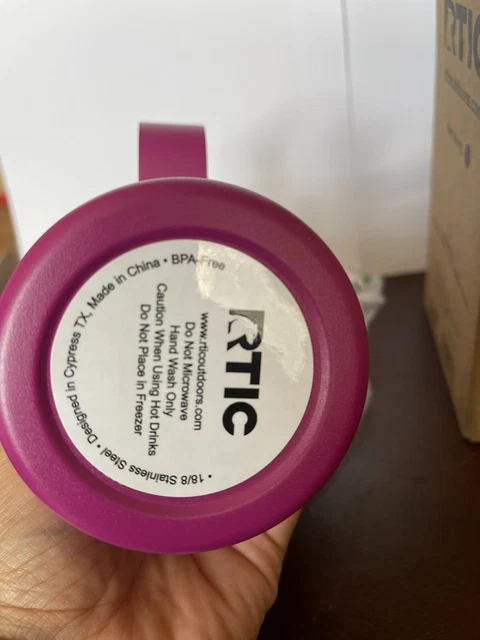 RTIC
www.rticoutdoors.com
Do Not Microwave
Hand Wash Only
Caution When Using Hot Drinks
Do Not Place in Freezer
• 18/8 Stainless Steel • Designed in Cypress TX, Made in China • BPA-Free
RTIC